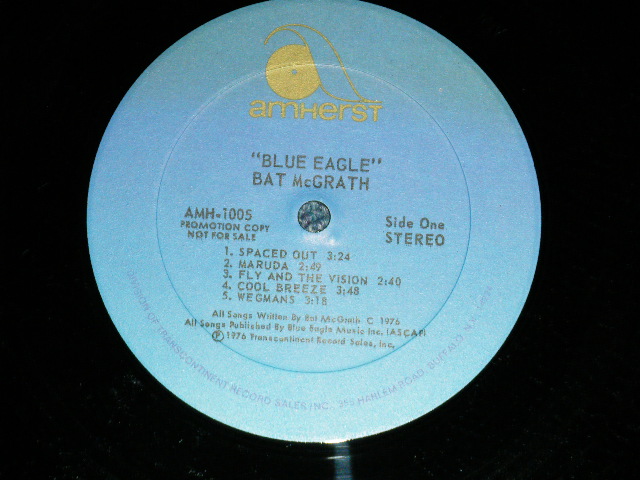 amHerST
"BLUE EAGLE"
BAT McGRATH
AMH-1005
PROMOTION COPY
NOT FOR SALE
Side One
STEREO
1. SPACED OUT 3:24
2. MARUDA 2:49
3. FLY AND THE ViSION 2:40
4. COOL BREEZE 3:48
5. WEGMANS 3:18
All Songs Written By Bat McGrath C 1976
All Songs Published By Blue Eagle Music Inc. (ASCAP)
Ⓟ 1976 Transcontinent Record Sales, Inc.
DIVISION OF TRANSCONTINENT RECORD SALES INC. HARLEM ROAD, BUFFALO, N.Y.